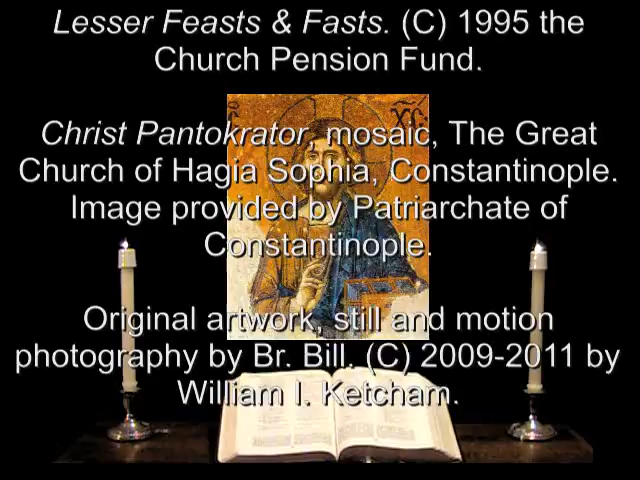 Lesser Feasts & Fasts. (C) 1995 the
Church Pension Fund.
Christ Pantokrator, mosaic, The Great
Church of Hagia Sophia, Constantinople.
Image provided by Patriarchate of
Constantinople.
Original artwork, still and motion
photography by Br. Bill. (C) 2009-2011 by
William I. Ketcham.